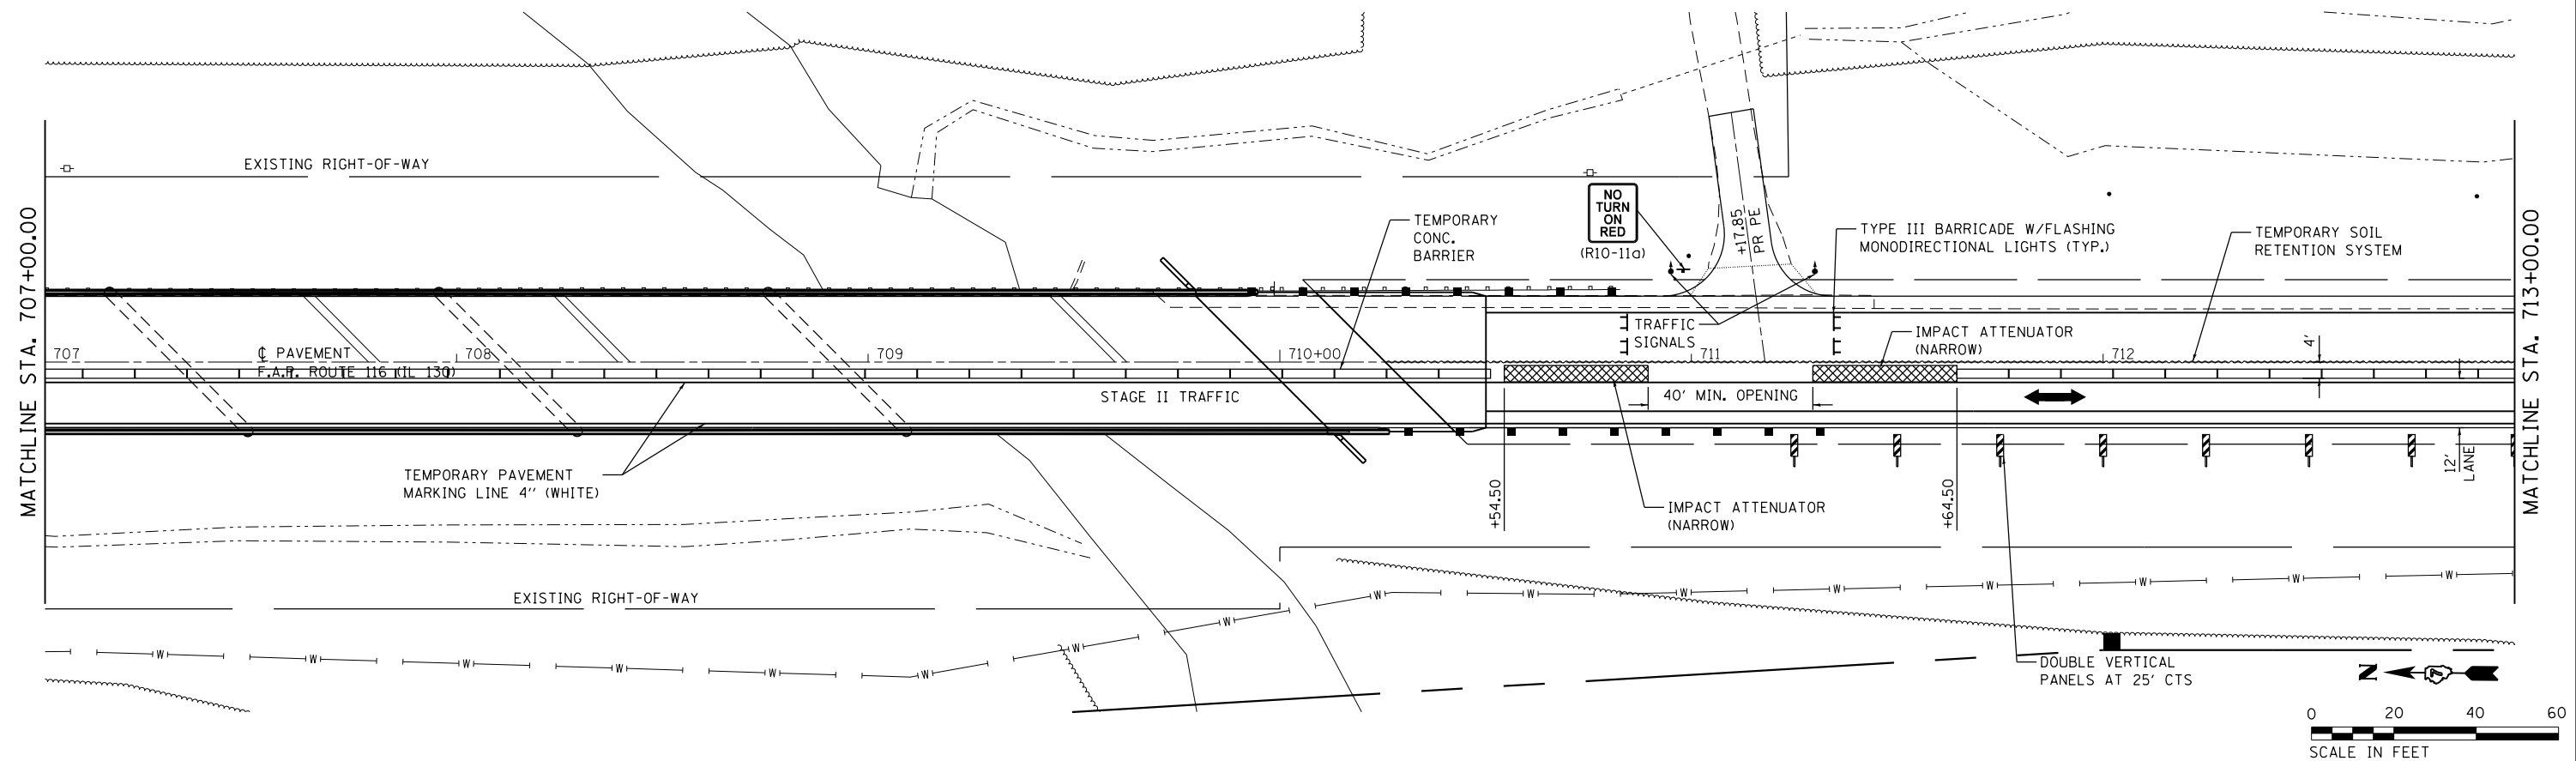 EXISTING RIGHT-OF-WAY
MATCHLINE STA. 707+00.00
NO
TURN
ON
RED
(R10-11a)
TEMPORARY
CONC.
BARRIER
+17.85
PR PE
TYPE III BARRICADE W/FLASHING
MONODIRECTIONAL LIGHTS (TYP.)
TEMPORARY SOIL
RETENTION SYSTEM
MATCHLINE STA. 713+00.00
TRAFFIC
SIGNALS
IMPACT ATTENUATOR
(NARROW)
4'
707
℄ PAVEMENT
F.A.P. ROUTE 116 (IL 130)
708
709
710+00
711
712
STAGE II TRAFFIC
40' MIN. OPENING
TEMPORARY PAVEMENT
MARKING LINE 4'' (WHITE)
+54.50
IMPACT ATTENUATOR
(NARROW)
+64.50
12'
LANE
EXISTING RIGHT-OF-WAY
W W W W W W W W W W W W W W W W
DOUBLE VERTICAL
PANELS AT 25' CTS
N
0 20 40 60
SCALE IN FEET